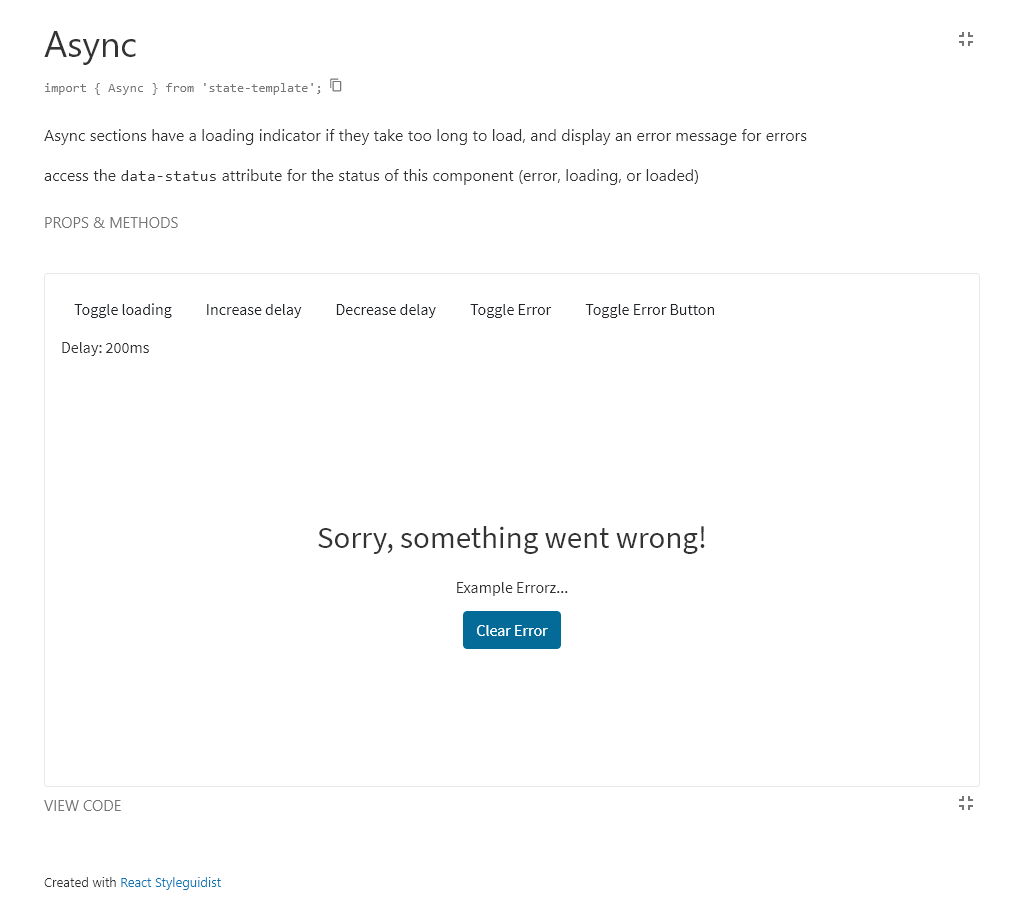 Async
import { Async } from 'state-template';
Async sections have a loading indicator if they take too long to load, and display an error message for errors
access the data-status attribute for the status of this component (error, loading, or loaded)
PROPS & METHODS
Toggle loading Increase delay Decrease delay Toggle Error Toggle Error Button
Delay: 200ms
Sorry, something went wrong!
Example Errorz...
Clear Error
VIEW CODE
Created with React Styleguidist